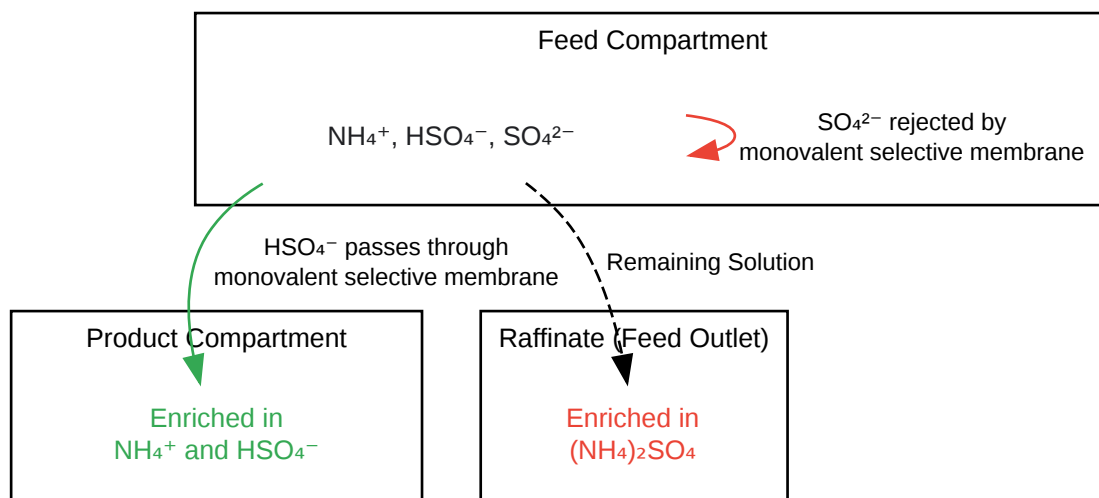 Feed Compartment
NH₄⁺, HSO₄⁻, SO₄²⁻
SO₄²⁻ rejected by
monovalent selective membrane
HSO₄⁻ passes through
monovalent selective membrane
Remaining Solution
Product Compartment
Enriched in
NH₄⁺ and HSO₄⁻
Raffinate (Feed Outlet)
Enriched in
(NH₄)₂SO₄